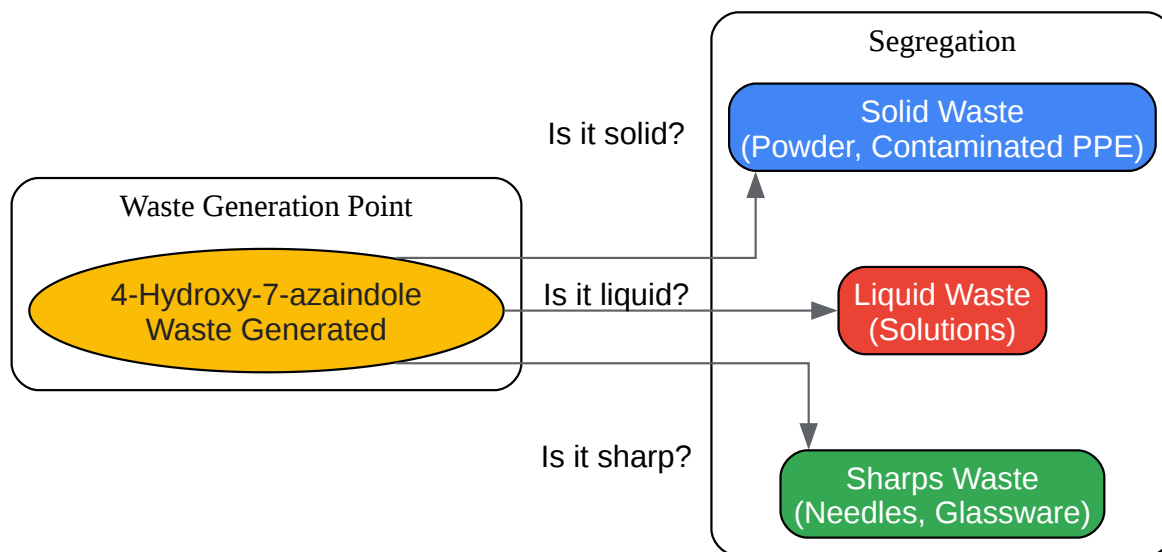 Segregation
Solid Waste
(Powder, Contaminated PPE)
Is it solid?
Waste Generation Point
4-Hydroxy-7-azaindole
Waste Generated
Is it liquid?
Liquid Waste
(Solutions)
Is it sharp?
Sharps Waste
(Needles, Glassware)